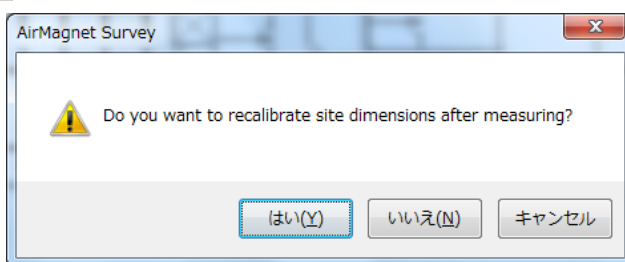 AirMagnet Survey
Do you want to recalibrate site dimensions after measuring?
はい(Y)
いいえ(N)
キャンセル